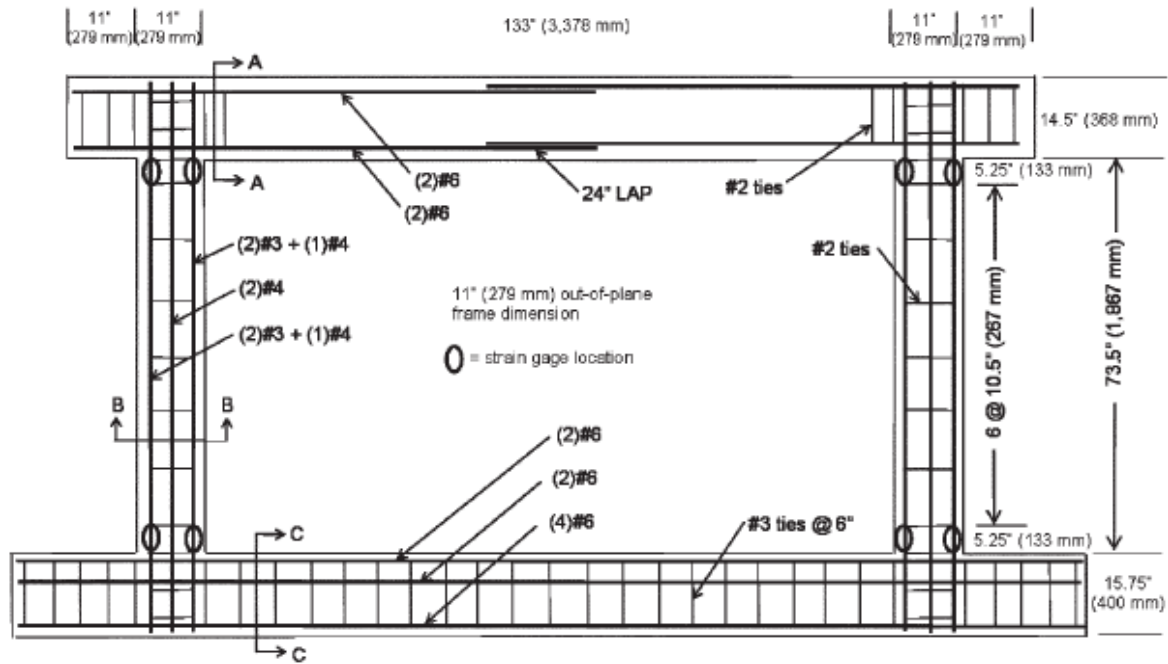 11"
(279 mm)
11"
(279 mm)
133" (3,378 mm)
11"
(279 mm)
11"
(279 mm)
A
14.5" (368 mm)
A
5.25" (133 mm)
(2)#6
(2)#6
24" LAP
#2 ties
(2)#3 + (1)#4
(2)#4
(2)#3 + (1)#4
#2 ties
11" (279 mm) out-of-plane
frame dimension
= strain gage location
6 @ 10.5" (267 mm)
73.5" (1,867 mm)
B
B
(2)#6
(2)#6
(4)#6
#3 ties @ 6"
C
5.25" (133 mm)
15.75"
(400 mm)
C